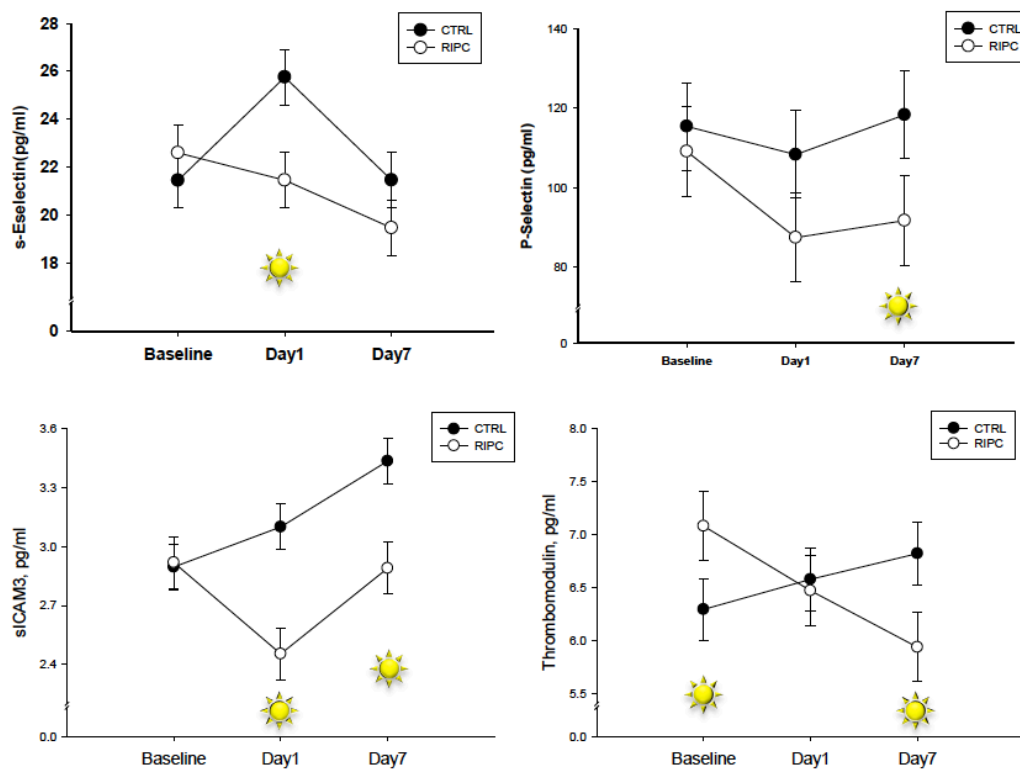 28
26
24
22
20
18
0
s-Eselectin(pg/ml)
CTRL
RIPC
Baseline Day1 Day7
140
120
100
80
0
P-Selectin (pg/ml)
CTRL
RIPC
Baseline Day1 Day7
3.6
3.3
3.0
2.7
2.4
0.0
sICAM3, pg/ml
CTRL
RIPC
Baseline Day1 Day7
8.0
7.5
7.0
6.5
6.0
5.5
0.0
Thrombomodulin, pg/ml
CTRL
RIPC
Baseline Day1 Day7